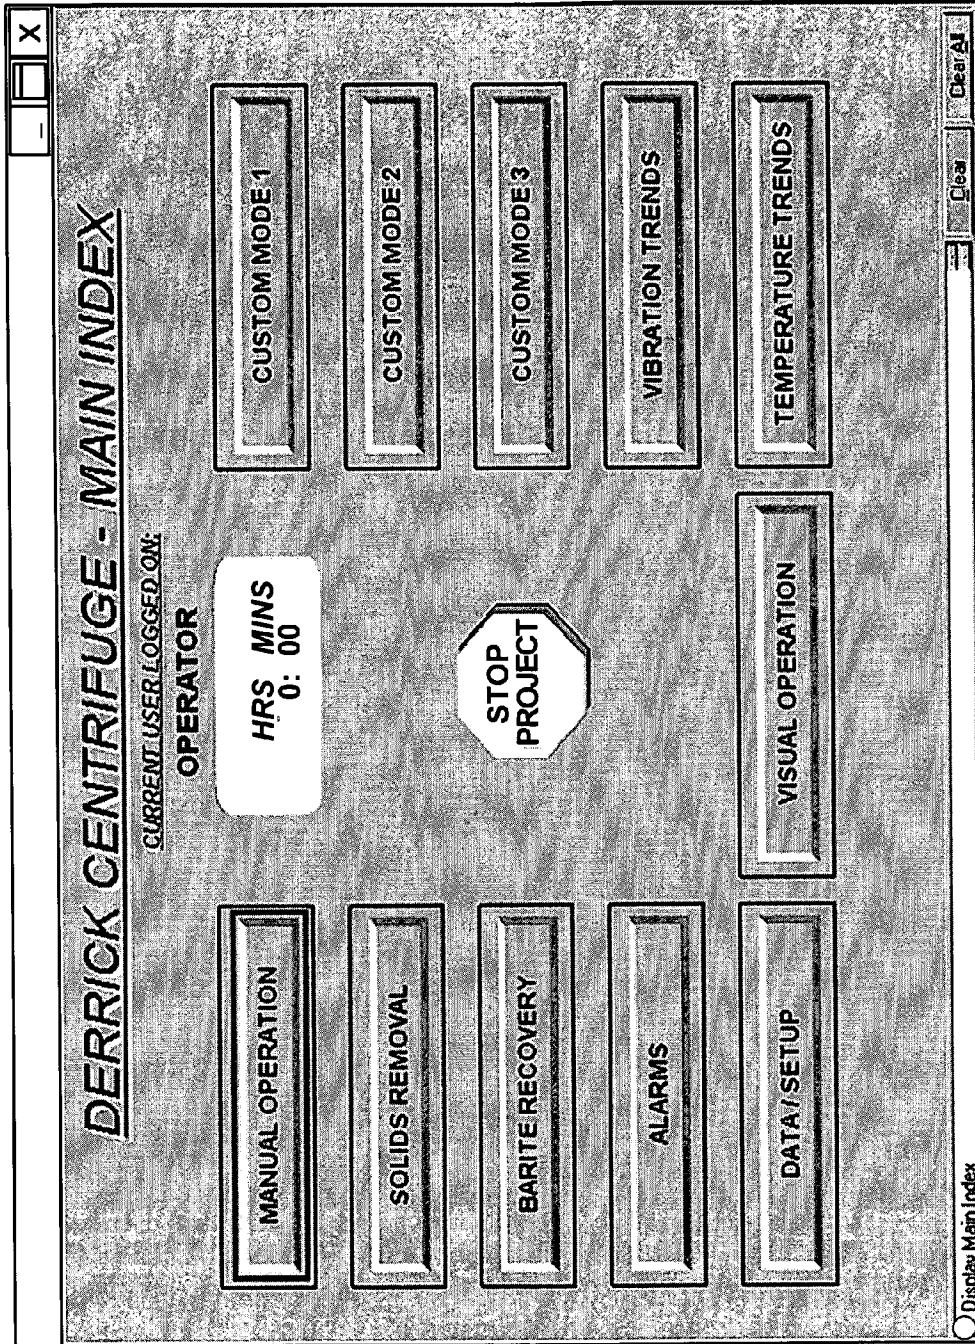 DERRICK CENTRIFUGE - MAIN INDEX
CURRENT USER LOGGED ON:
OPERATOR
HRS MINS
0: 00
MANUAL OPERATION
SOLIDS REMOVAL
BARITE RECOVERY
ALARMS
DATA / SETUP
STOP
PROJECT
VISUAL OPERATION
CUSTOM MODE 1
CUSTOM MODE 2
CUSTOM MODE 3
VIBRATION TRENDS
TEMPERATURE TRENDS
Display Main Index
Clear
Clear All